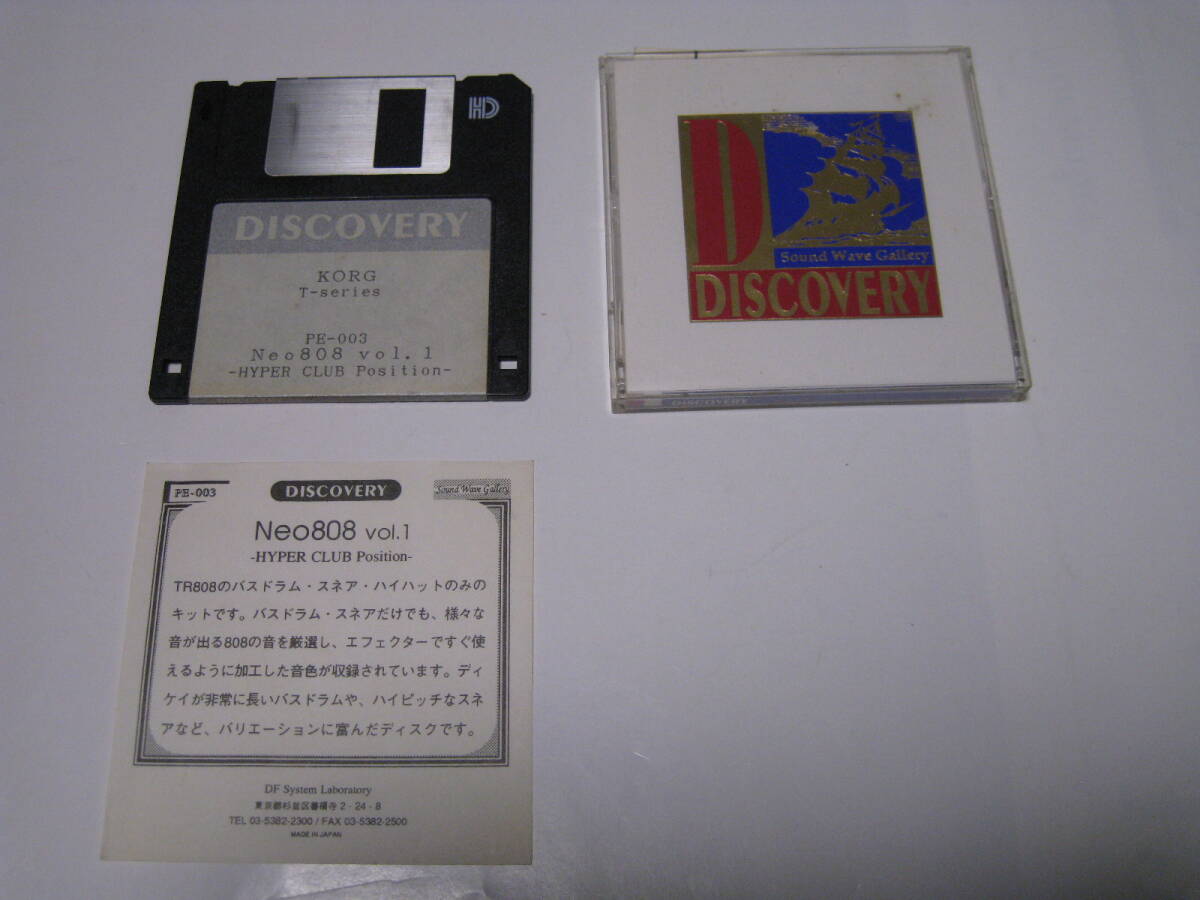 HD
DISCOVERY
KORG
T-series
PE-003
Neo808 vol.1
-HYPER CLUB Position-
D
Sound Wave Gallery
DISCOVERY
DISCOVERY
PE-003
DISCOVERY
Sound Wave Gallery
Neo808 vol.1
-HYPER CLUB Position-
TR808のバスドラム・スネア・ハイハットのみの
キットです。バスドラム・スネアだけでも、様々な
音が出る808の音を厳選し、エフェクターですぐ使
えるように加工した音色が収録されています。ディ
ケイが非常に長いバスドラムや、ハイピッチなスネ
アなど、バリエーションに富んだディスクです。
DF System Laboratory
東京都杉並区善福寺2-24-8
TEL 03-5382-2300 / FAX 03-5382-2500
MADE IN JAPAN